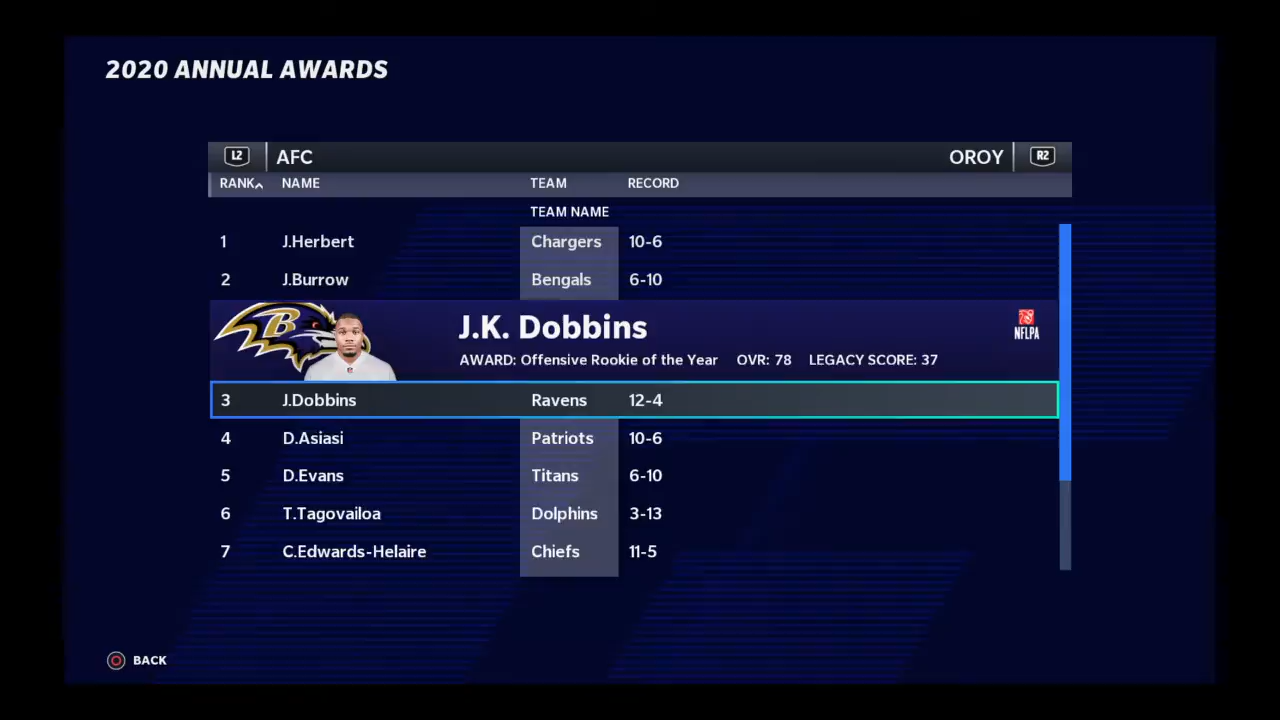 2020 ANNUAL AWARDS
L2 AFC OROY R2
RANK NAME TEAM RECORD
TEAM NAME
1 J.Herbert Chargers 10-6
2 J.Burrow Bengals 6-10
B
J.K. Dobbins
AWARD: Offensive Rookie of the Year OVR: 78 LEGACY SCORE: 37
NFLPA
3 J.Dobbins Ravens 12-4
4 D.Asiasi Patriots 10-6
5 D.Evans Titans 6-10
6 T.Tagovailoa Dolphins 3-13
7 C.Edwards-Helaire Chiefs 11-5
BACK